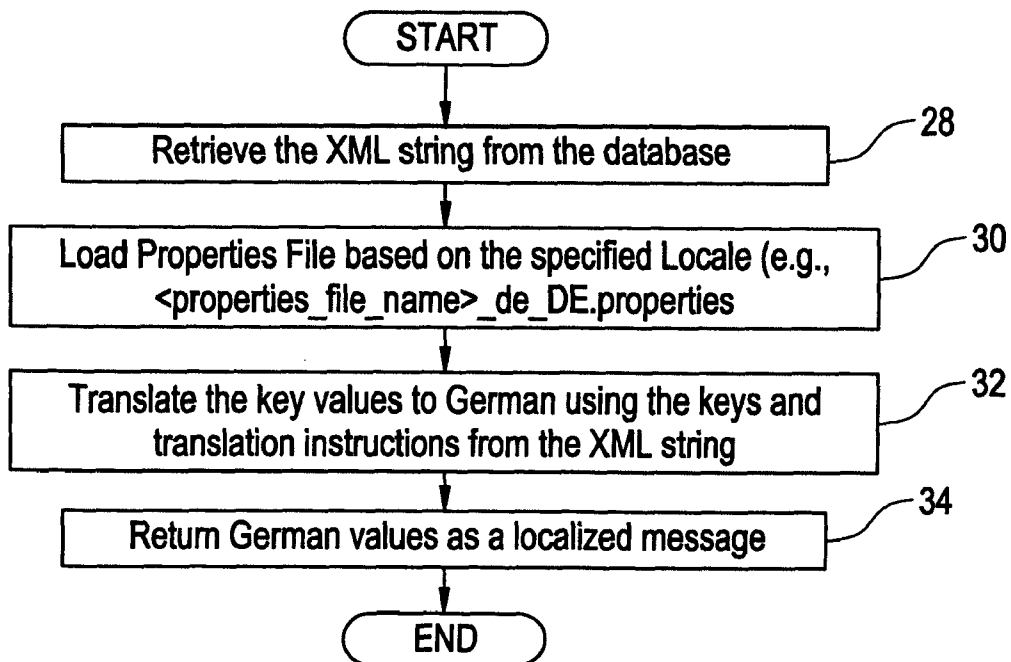 START
Retrieve the XML string from the database
28
Load Properties File based on the specified Locale (e.g.,
<properties_file_name>_de_DE.properties
30
Translate the key values to German using the keys and
translation instructions from the XML string
32
Return German values as a localized message
34
END